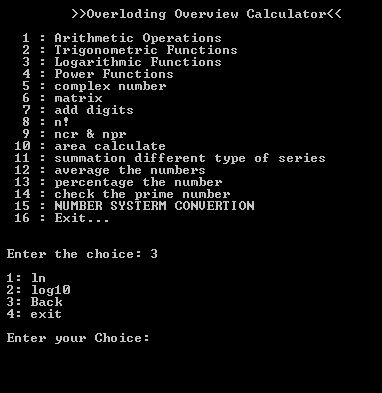 >>Overloding Overview Calculator<<
1 : Arithmetic Operations
2 : Trigonometric Functions
3 : Logarithmic Functions
4 : Power Functions
5 : complex number
6 : matrix
7 : add digits
8 : n!
9 : ncr & npr
10 : area calculate
11 : summation different type of series
12 : average the numbers
13 : percentage the number
14 : check the prime number
15 : NUMBER SYSTERM CONVERTION
16 : Exit...
Enter the choice: 3
1: ln
2: log10
3: Back
4: exit
Enter your Choice: